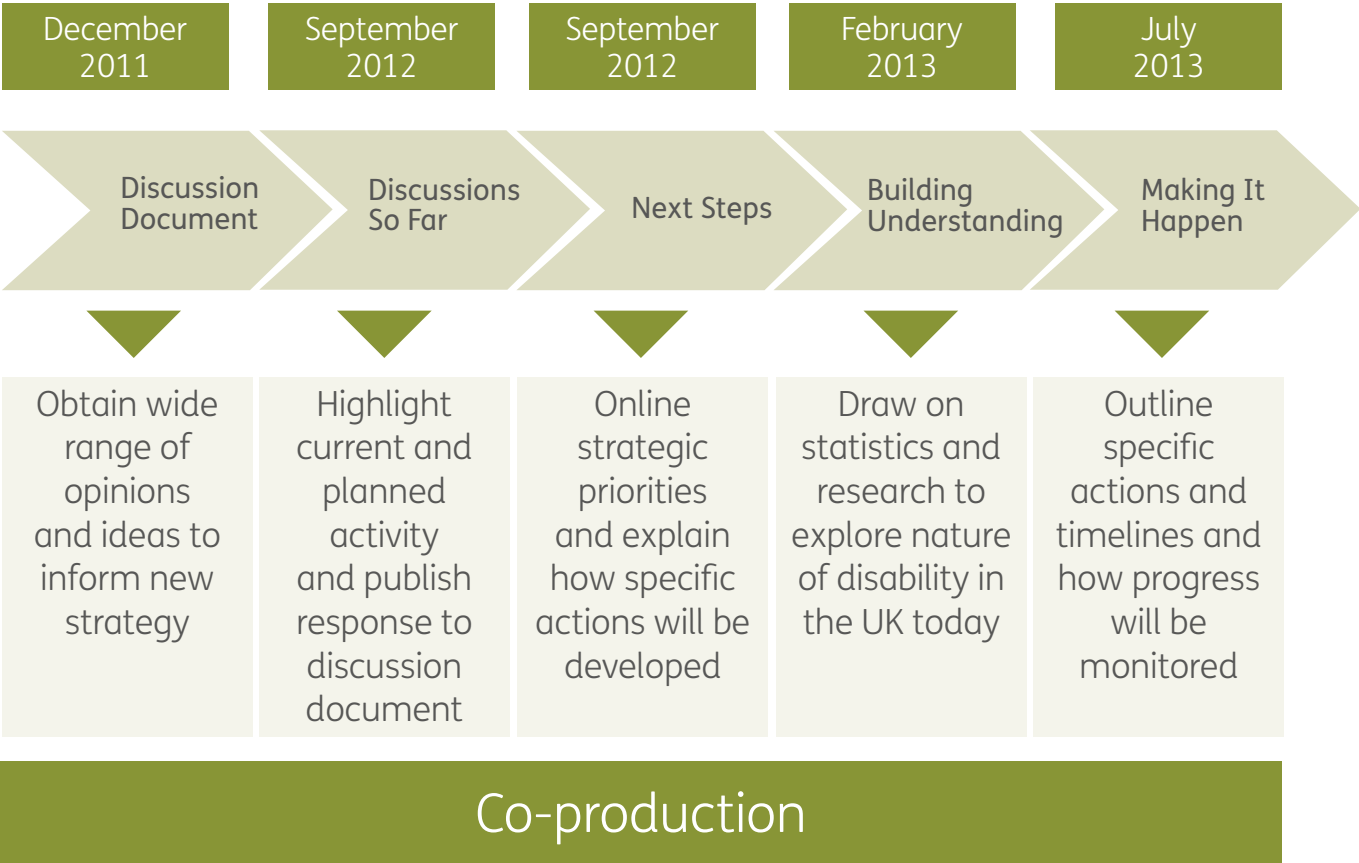 December
2011
September
2012
September
2012
February
2013
July
2013
Discussion
Document
Discussions
So Far
Next Steps
Building
Understanding
Making It
Happen
Obtain wide
range of
opinions
and ideas to
inform new
strategy
Highlight
current and
planned
activity
and publish
response to
discussion
document
Online
strategic
priorities
and explain
how specific
actions will be
developed
Draw on
statistics and
research to
explore nature
of disability in
the UK today
Outline
specific
actions and
timelines and
how progress
will be
monitored
Co-production